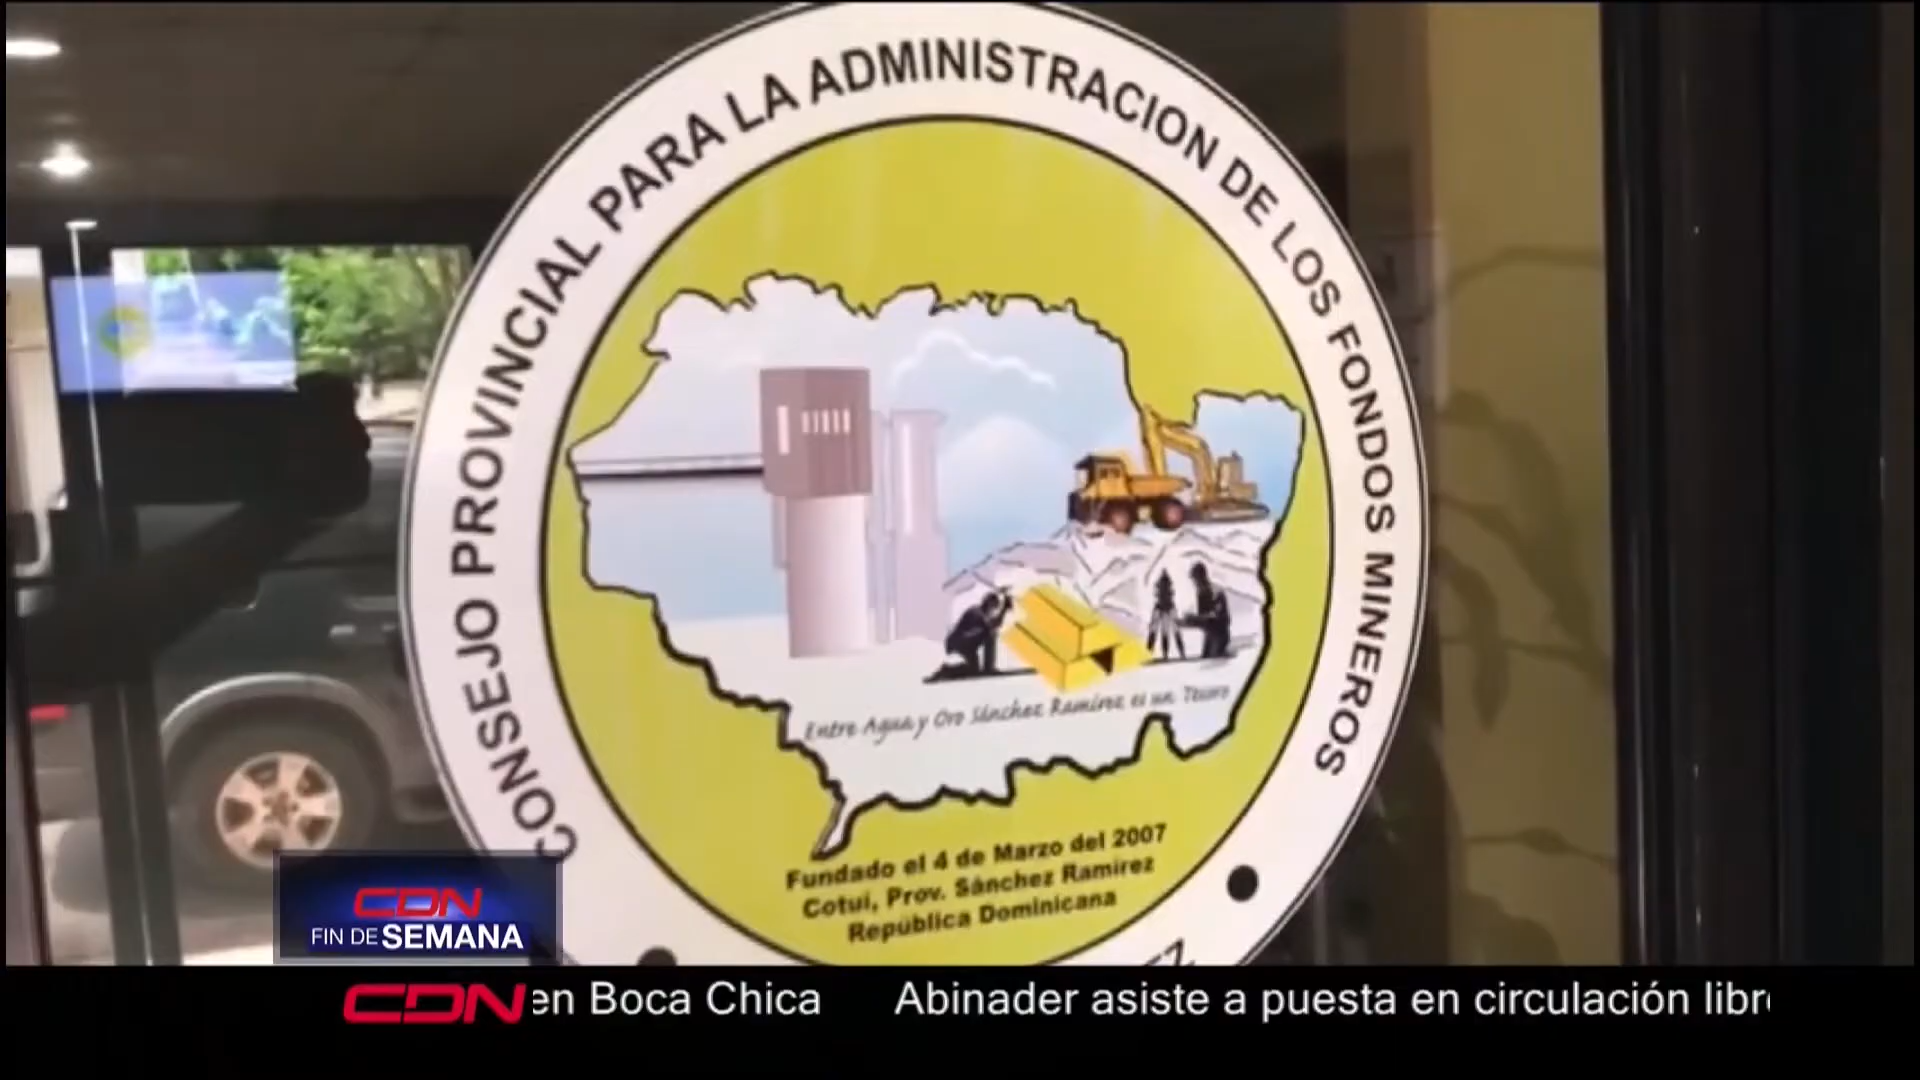 CONSEJO PROVINCIAL PARA LA ADMINISTRACION DE LOS FONDOS MINEROS
Entre Agua y Oro Sánchez Ramírez es un Tesoro
Fundado el 4 de Marzo del 2007
Cotui, Prov. Sánchez Ramírez
República Dominicana
CDN
FIN DE SEMANA
CDN en Boca Chica Abinader asiste a puesta en circulación libro